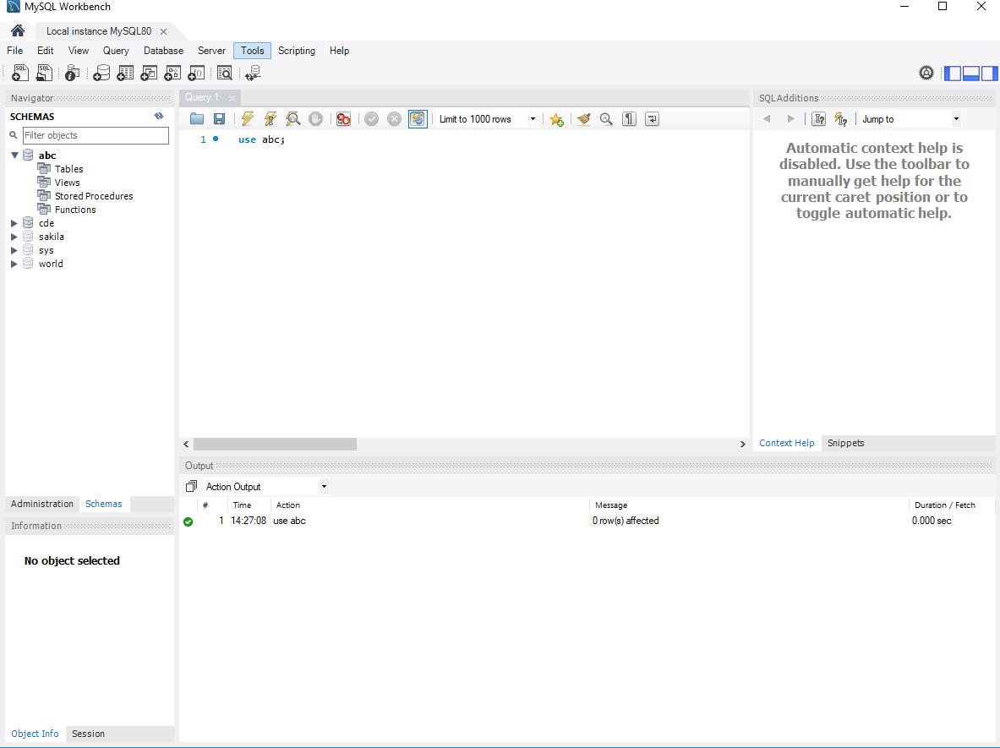 MySQL Workbench
Local instance MySQL80
File Edit View Query Database Server Tools Scripting Help
Navigator
SCHEMAS
Filter objects
abc
Tables
Views
Stored Procedures
Functions
cde
sakila
sys
world
Administration Schemas
Information
No object selected
Object Info Session
Query 1
Limit to 1000 rows
1 use abc;
SQLAdditions
Jump to
Automatic context help is
disabled. Use the toolbar to
manually get help for the
current caret position or to
toggle automatic help.
Context Help Snippets
Output
Action Output
# Time Action Message Duration / Fetch
1 14:27:08 use abc 0 row(s) affected 0.000 sec